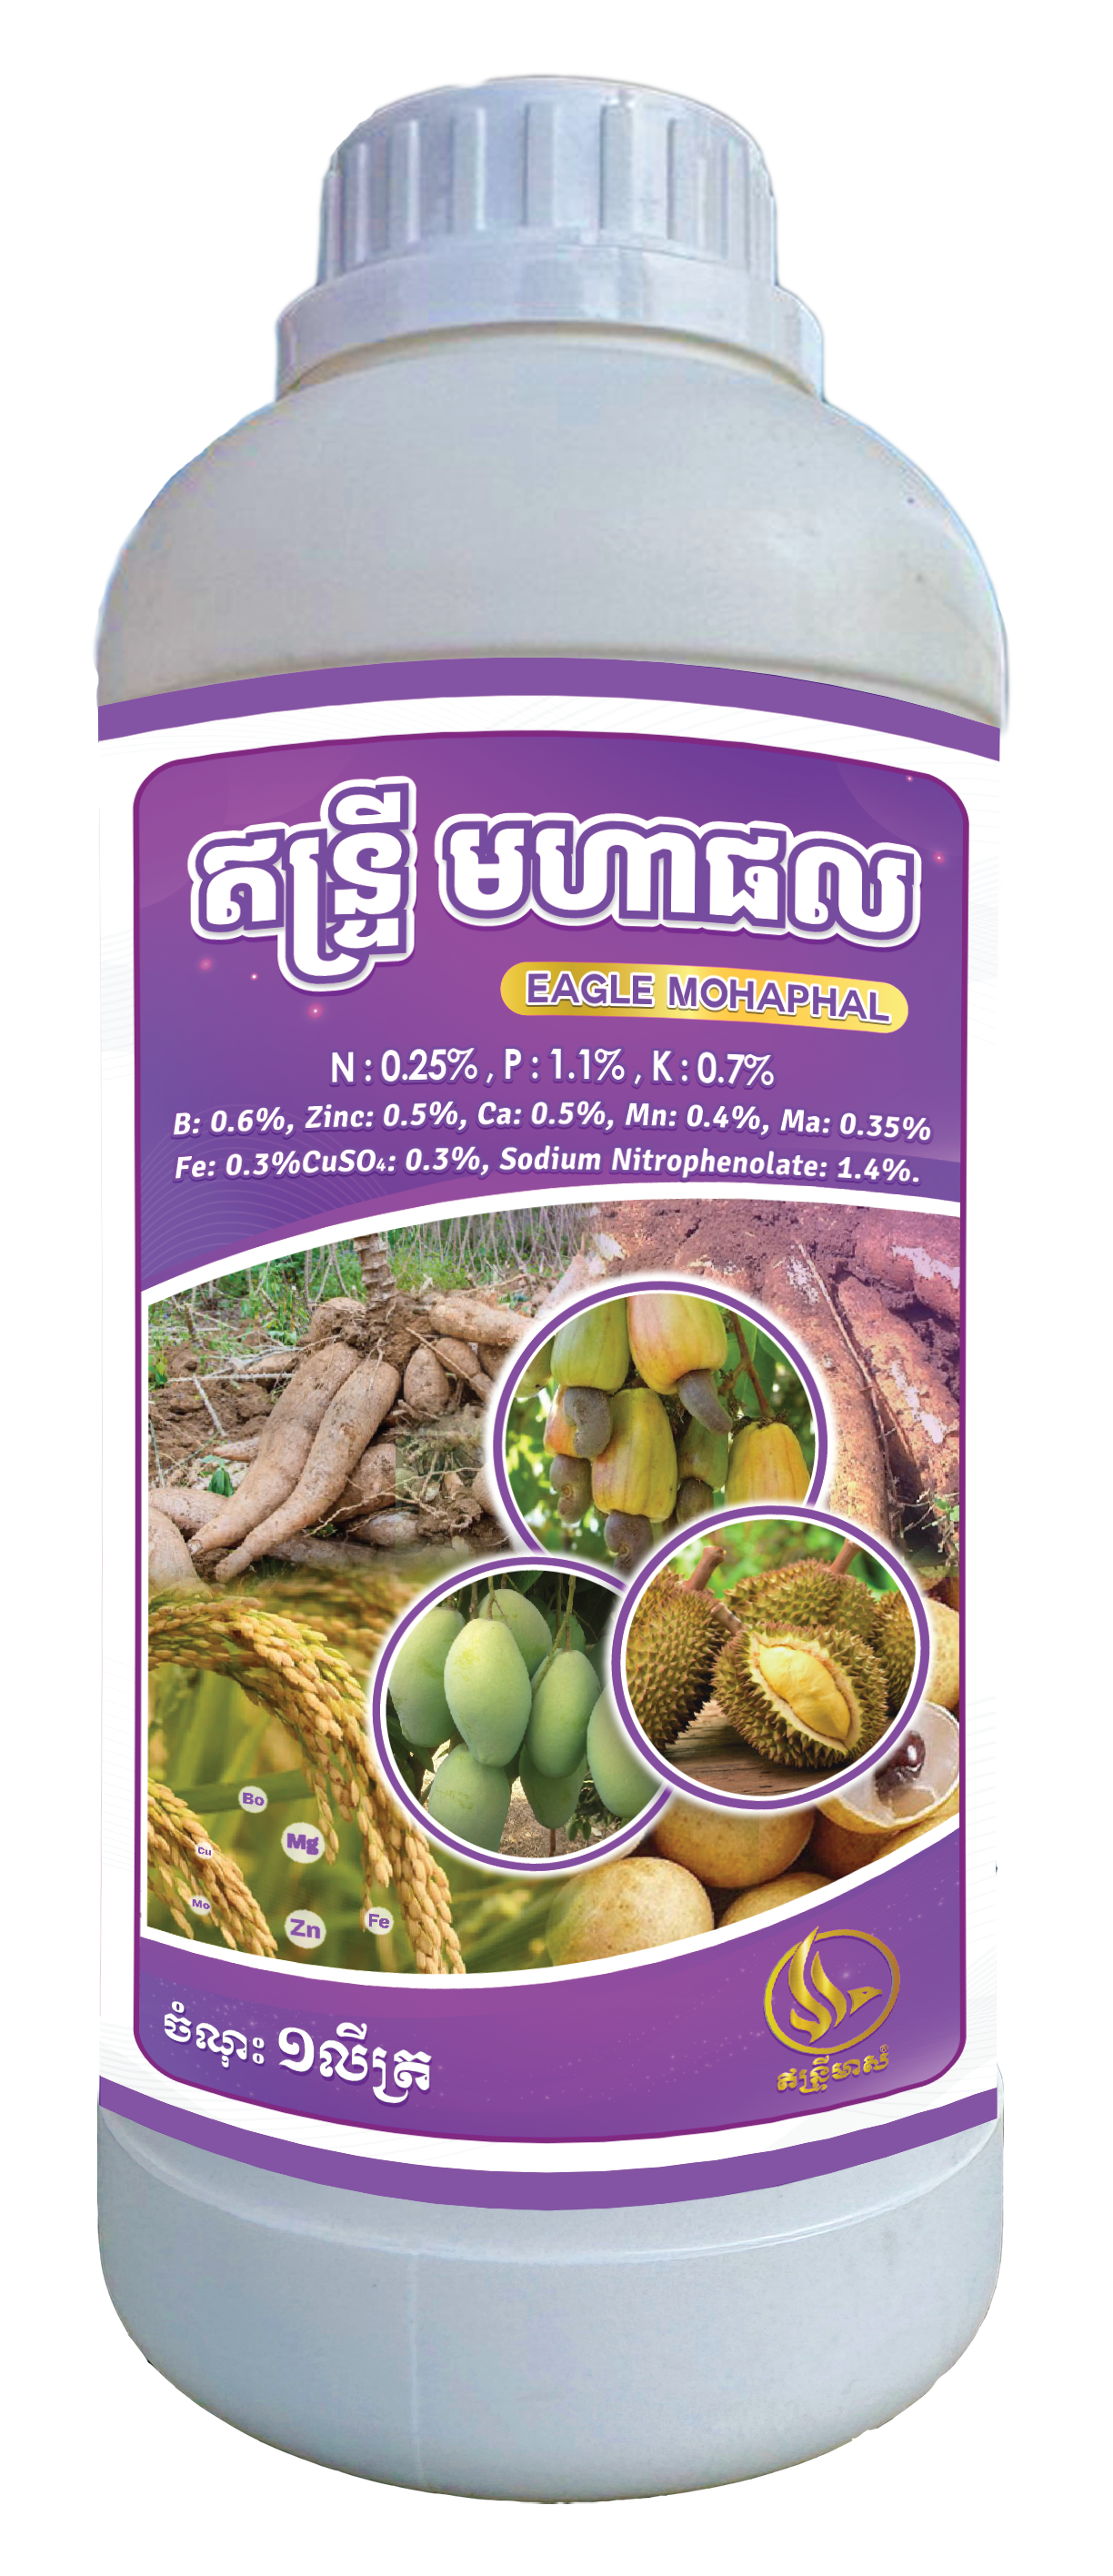 ឥន្ទ្រី មហាផល
EAGLE MOHAPHAL
N : 0.25% , P : 1.1% , K : 0.7%
B: 0.6%, Zinc: 0.5%, Ca: 0.5%, Mn: 0.4%, Ma: 0.35%
Fe: 0.3%CuSO₄: 0.3%, Sodium Nitrophenolate: 1.4%.
Bo
Mg
Cu
Mo
Zn
Fe
ចំណុះ ១លីត្រ
ឥន្ទ្រីមាស